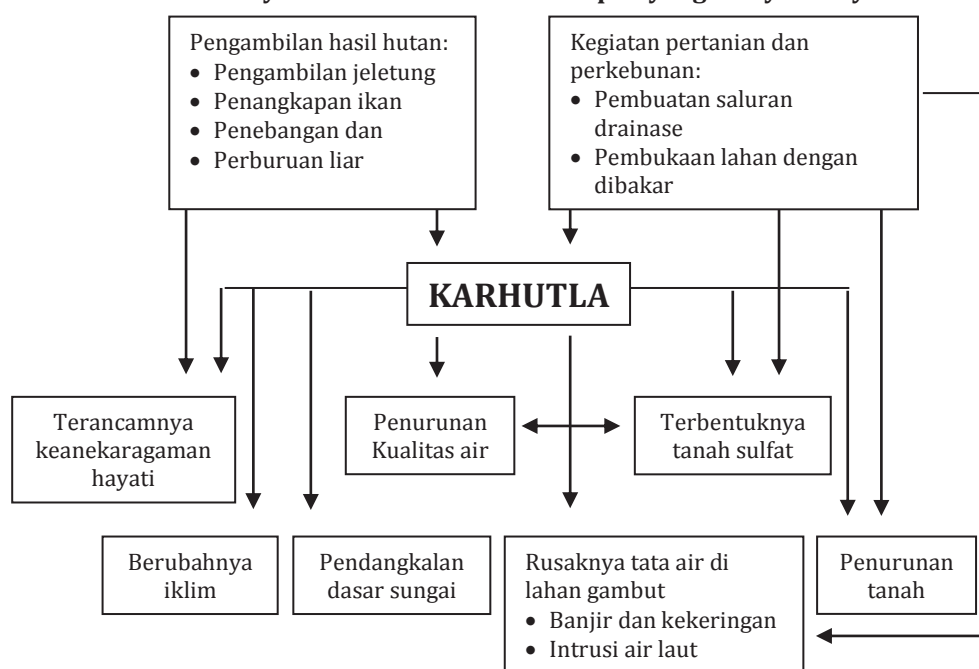 Pengambilan hasil hutan:
• Pengambilan jeletung
• Penangkapan ikan
• Penebangan dan
• Perburuan liar
Kegiatan pertanian dan
perkebunan:
• Pembuatan saluran
drainase
• Pembukaan lahan dengan
dibakar
KARHUTLA
Terancamnya
keanekaragaman
hayati
Penurunan
Kualitas air
Terbentuknya
tanah sulfat
Berubahnya
iklim
Pendangkalan
dasar sungai
Rusaknya tata air di
lahan gambut
• Banjir dan kekeringan
• Intrusi air laut
Penurunan
tanah